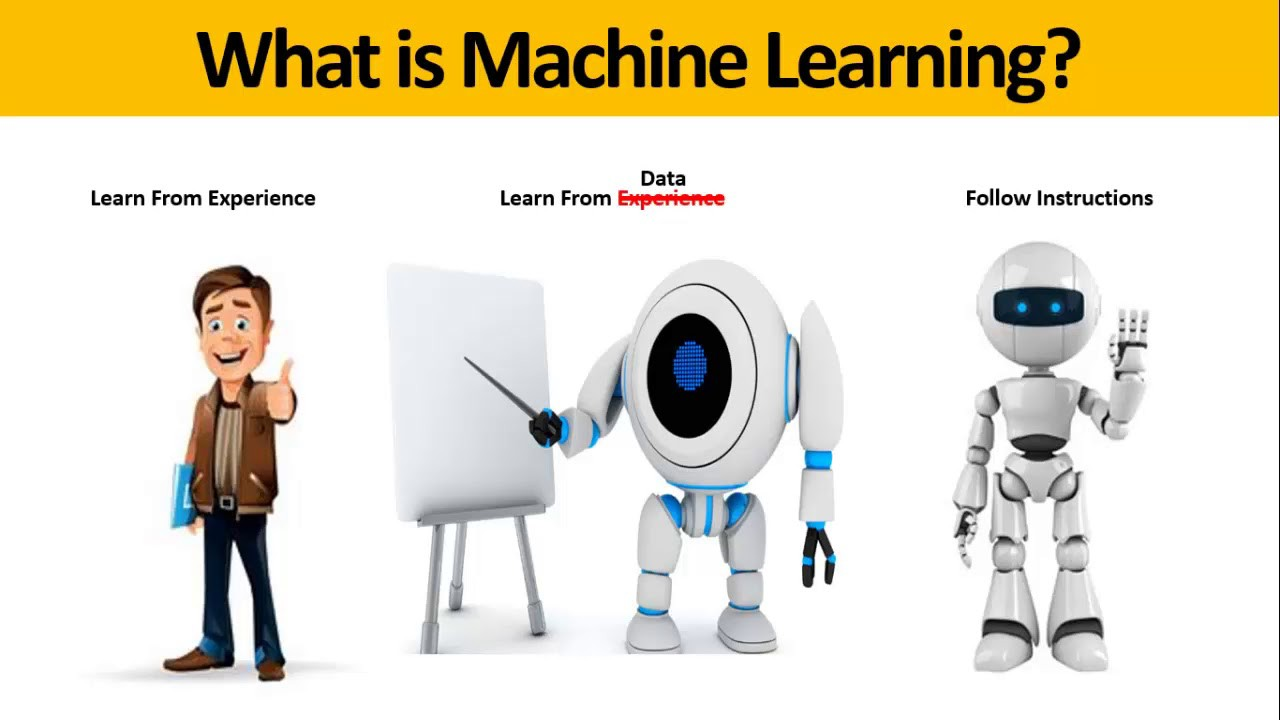 What is Machine Learning?
Learn From Experience
Data
Learn From Experience
Follow Instructions